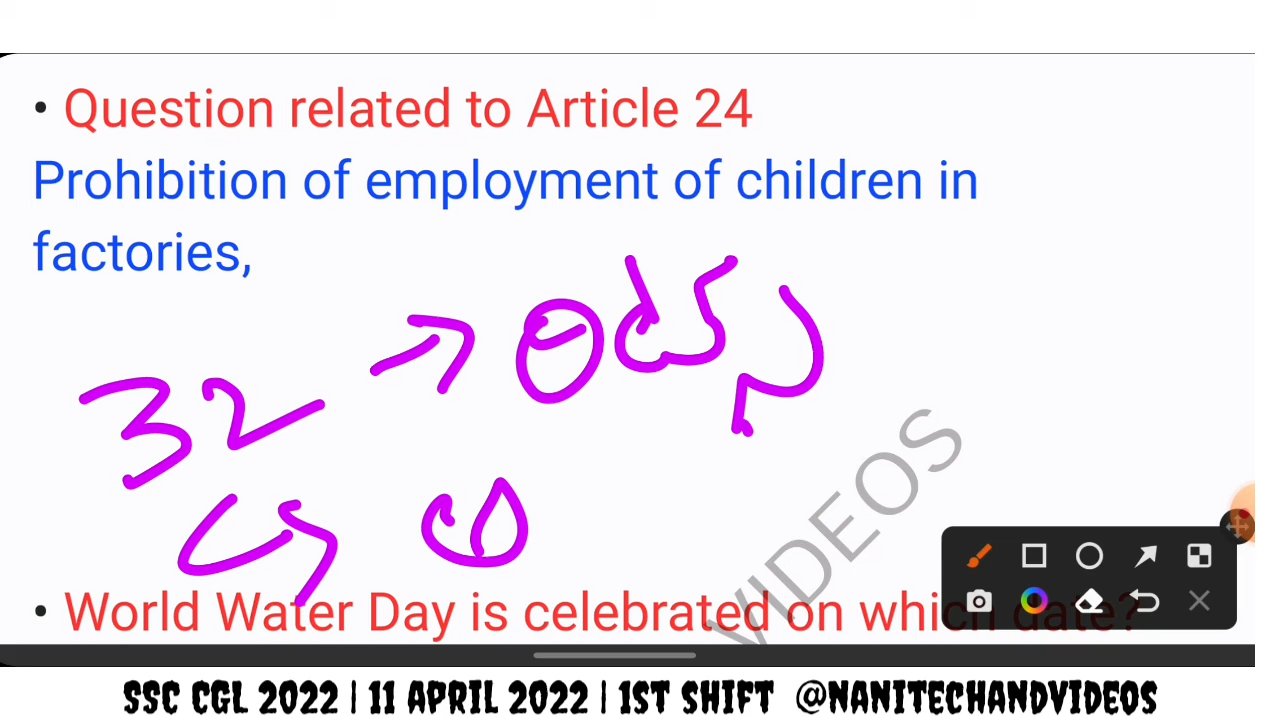 • Question related to Article 24
Prohibition of employment of children in
factories,
32 →
VIDEOS
• World Water Day is celebrated on which date?
SSC CGL 2022 | 11 APRIL 2022 | 1ST SHIFT @NANITECHANDVIDEOS